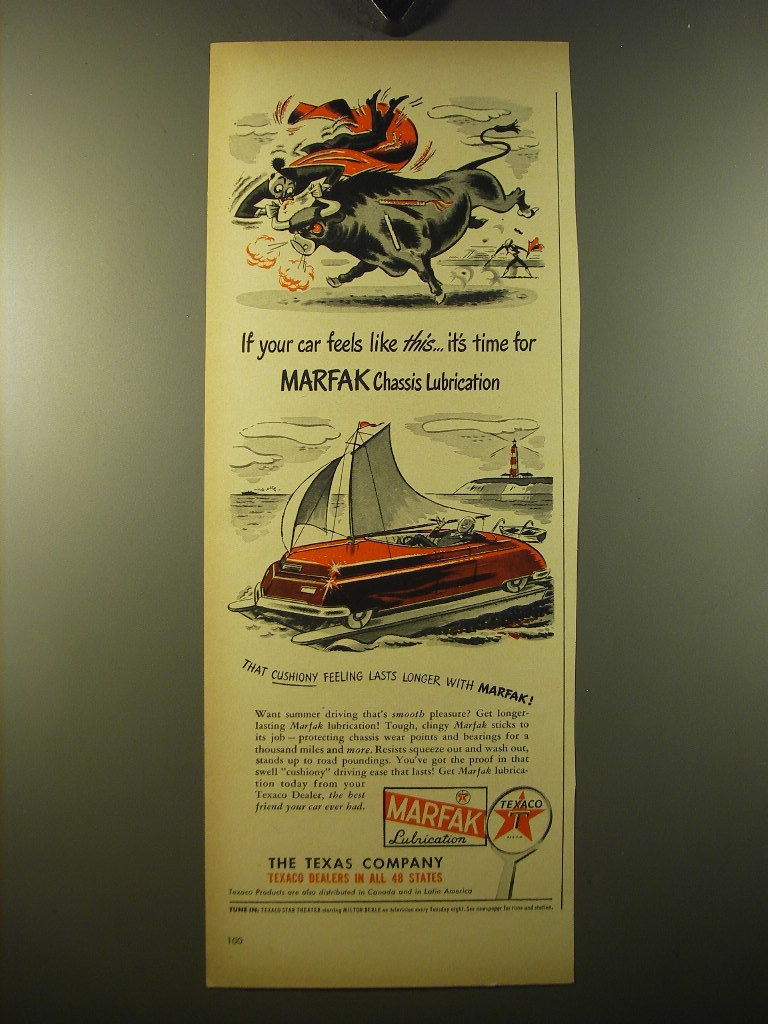 If your car feels like this... it's time for
MARFAK Chassis Lubrication
THAT CUSHIONY FEELING LASTS LONGER WITH MARFAK!
Want summer driving that's smooth pleasure? Get longer-
lasting Marfak lubrication! Tough, clingy Marfak sticks to
its job — protecting chassis wear points and bearings for a
thousand miles and more. Resists squeeze out and wash out,
stands up to road poundings. You've got the proof in that
swell "cushiony" driving ease that lasts! Get Marfak lubrica-
tion today from your
Texaco Dealer, the best
friend your car ever had.
MARFAK
Lubrication
TEXACO
T
THE TEXAS COMPANY
TEXACO DEALERS IN ALL 48 STATES
Texaco Products are also distributed in Canada and in Latin America
TUNE IN: TEXACO STAR THEATER starring MILTON BERLE on television every Tuesday night. See newspaper for time and station.
100